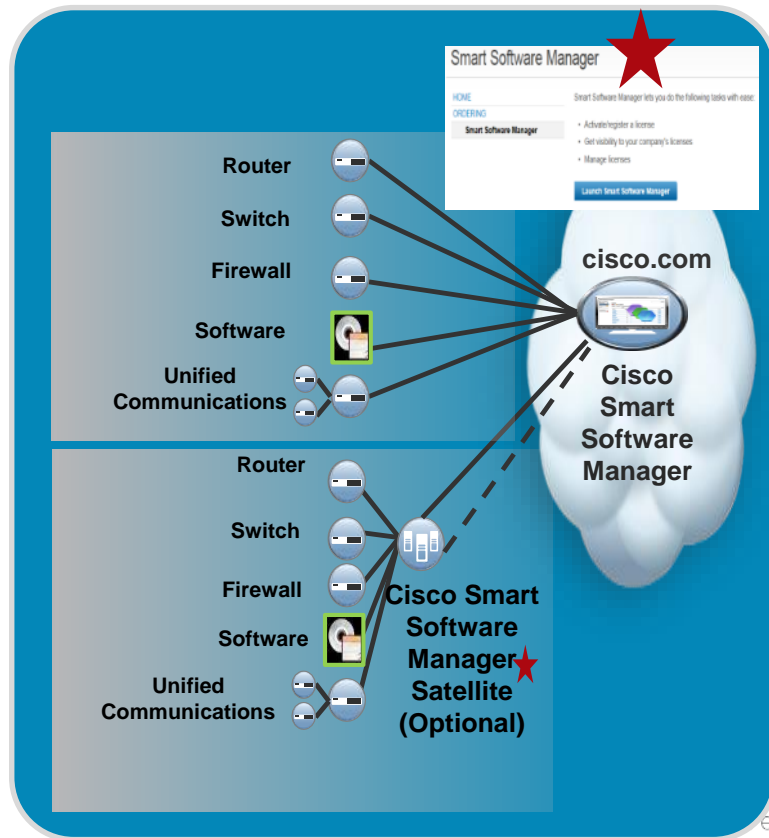 Smart Software Manager
HOME
ORDERING
Smart Software Manager
Smart Software Manager lets you do the following tasks with ease:
• Activate/register a license
• Get visibility to your company's licenses
• Manage licenses
Launch Smart Software Manager
Router
Switch
Firewall
Software
Unified
Communications
cisco.com
Cisco
Smart
Software
Manager
Router
Switch
Firewall
Software
Unified
Communications
Cisco Smart
Software
Manager
Satellite
(Optional)